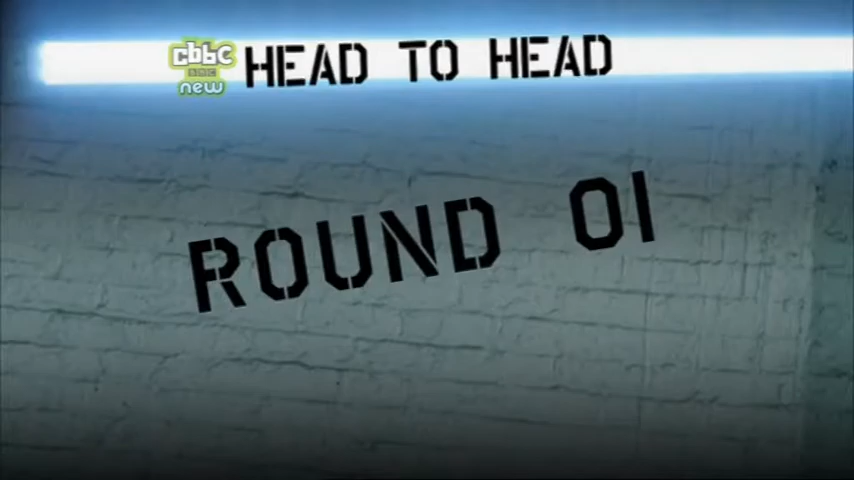 cbbc
BBC
new
HEAD TO HEAD
ROUND 01